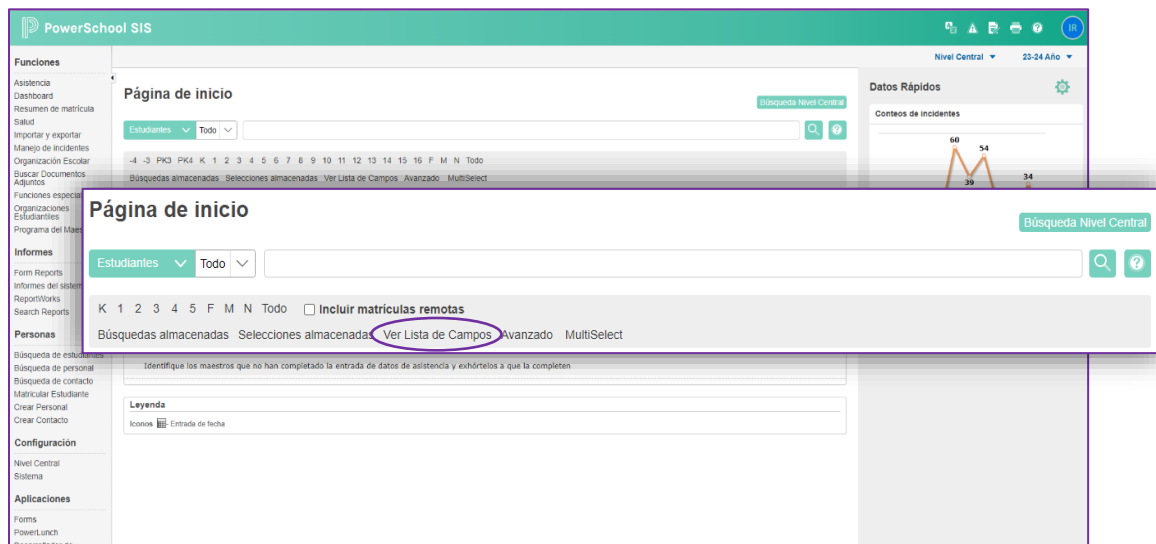 PowerSchool SIS
IR
Funciones
Asistencia
Dashboard
Resumen de matrícula
Salud
Importar y exportar
Manejo de incidentes
Organización Escolar
Buscar Documentos
Adjuntos
Funciones especial
Organizaciones
Estudiantiles
Programa del Maes
Informes
Form Reports
Informes del sistem
ReportWorks
Search Reports
Personas
Búsqueda de estudiantes
Búsqueda de personal
Búsqueda de contacto
Matricular Estudiante
Crear Personal
Crear Contacto
Configuración
Nivel Central
Sistema
Aplicaciones
Forms
PowerLunch
Nivel Central 23-24 Año
Página de inicio
Búsqueda Nivel Central
Estudiantes Todo
-4 -3 PK3 PK4 K 1 2 3 4 5 6 7 8 9 10 11 12 13 14 15 16 F M N Todo
Búsquedas almacenadas Selecciones almacenadas Ver Lista de Campos Avanzado MultiSelect
Datos Rápidos
Conteos de incidentes
60
54
39
34
Página de inicio
Búsqueda Nivel Central
Estudiantes Todo
K 1 2 3 4 5 F M N Todo Incluir matrículas remotas
Búsquedas almacenadas Selecciones almacenadas Ver Lista de Campos Avanzado MultiSelect
Identifique los maestros que no han completado la entrada de datos de asistencia y exhórtelos a que la completen
Leyenda
Iconos - Entrada de fecha